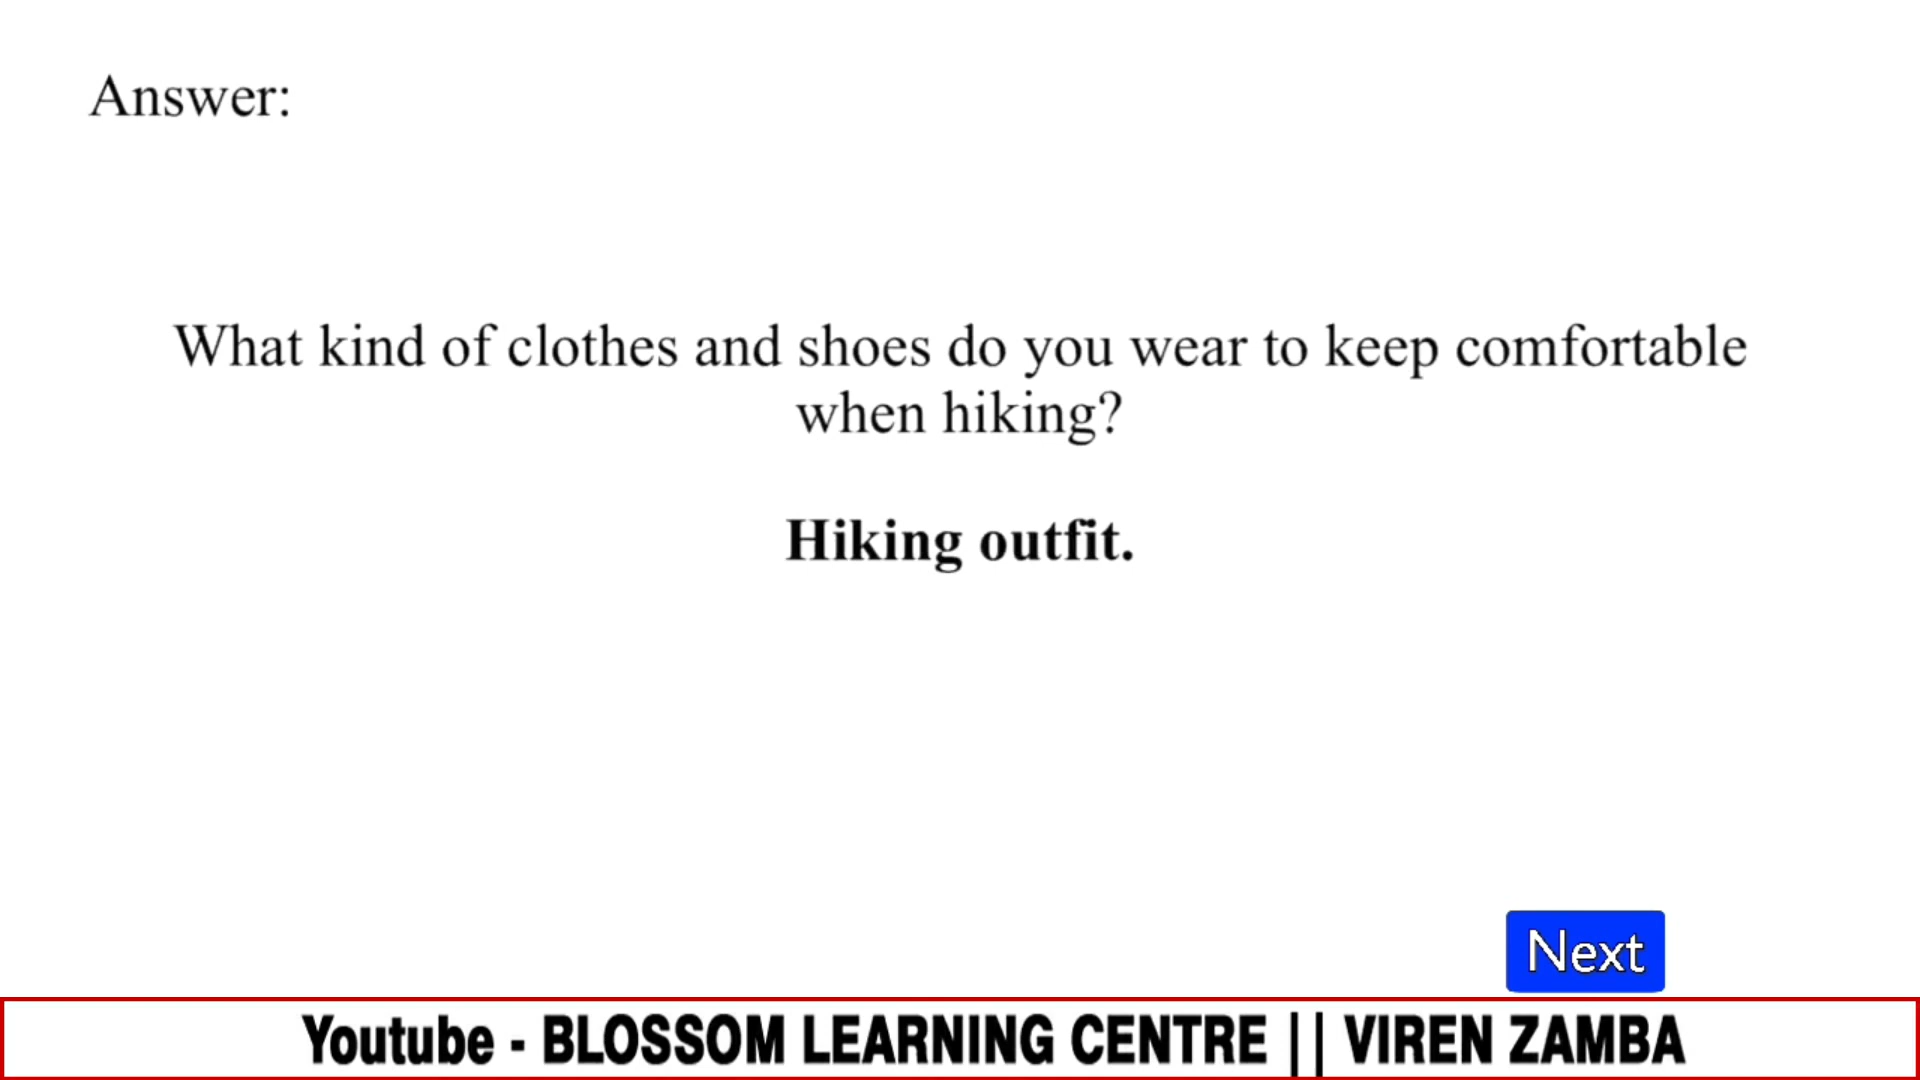 Answer:
What kind of clothes and shoes do you wear to keep comfortable
when hiking?
Hiking outfit.
Next
Youtube - BLOSSOM LEARNING CENTRE || VIREN ZAMBA